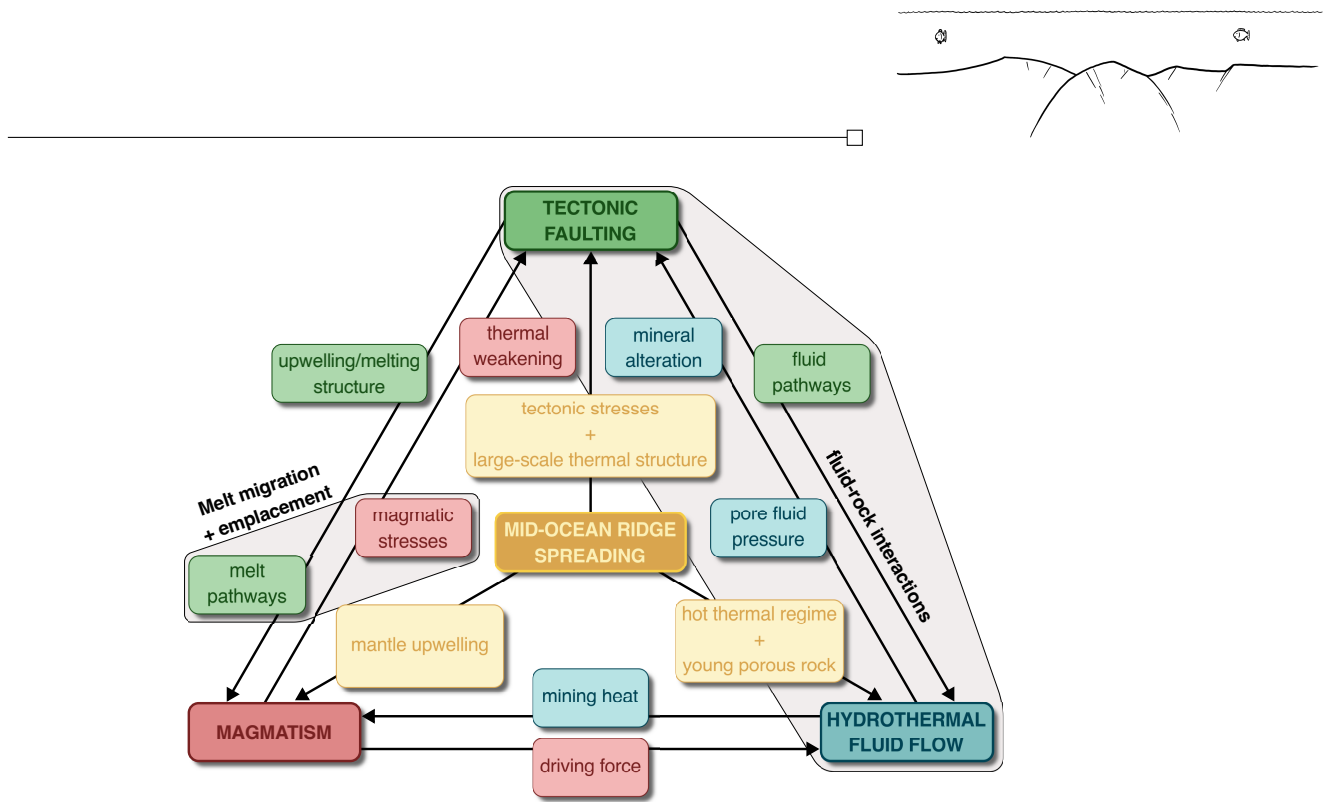 TECTONIC
FAULTING
thermal
weakening
mineral
alteration
upwelling/melting
structure
fluid
pathways
tectonic stresses
+
large-scale thermal structure
Melt migration
+ emplacement
fluid-rock interactions
magmatic
stresses
MID-OCEAN RIDGE
SPREADING
pore fluid
pressure
melt
pathways
mantle upwelling
hot thermal regime
+
young porous rock
mining heat
MAGMATISM
HYDROTHERMAL
FLUID FLOW
driving force